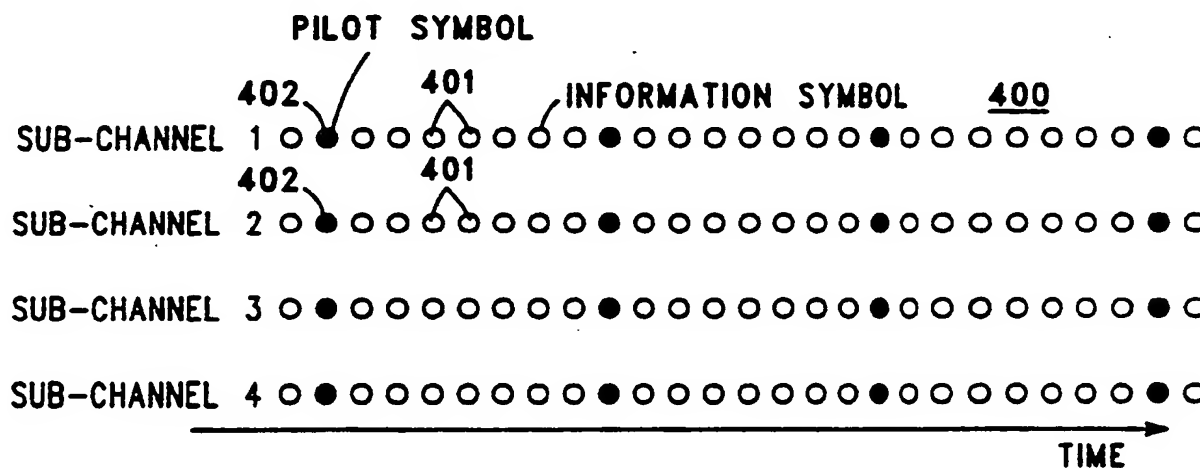 PILOT SYMBOL
402 401 INFORMATION SYMBOL 400
SUB-CHANNEL 1
402 401
SUB-CHANNEL 2
SUB-CHANNEL 3
SUB-CHANNEL 4
TIME